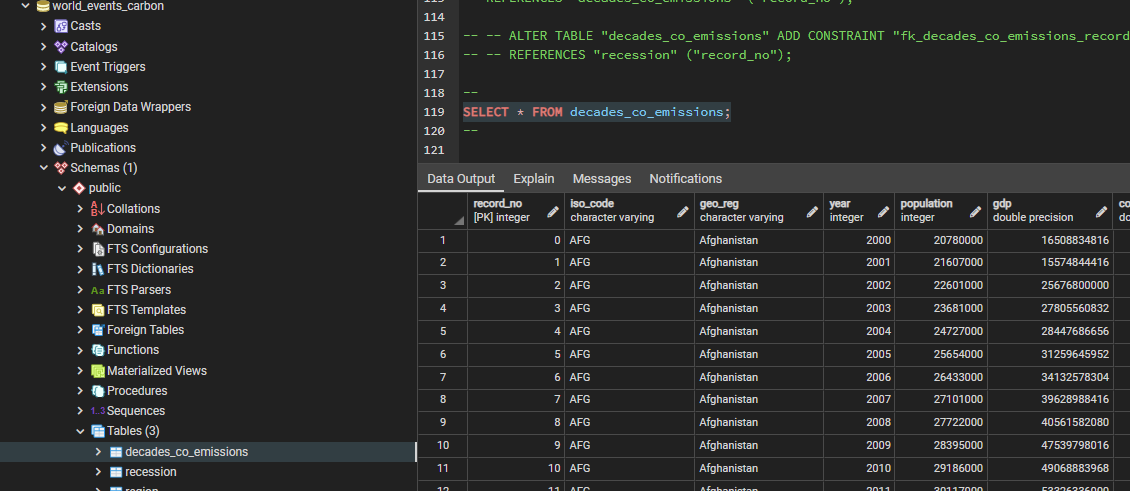 world_events_carbon
Casts
Catalogs
Event Triggers
Extensions
Foreign Data Wrappers
Languages
Publications
Schemas (1)
public
Collations
Domains
FTS Configurations
FTS Dictionaries
FTS Parsers
FTS Templates
Foreign Tables
Functions
Materialized Views
Procedures
1..3 Sequences
Tables (3)
decades_co_emissions
recession
region
114
115 -- -- ALTER TABLE "decades_co_emissions" ADD CONSTRAINT "fk_decades_co_emissions_record
116 -- -- REFERENCES "recession" ("record_no");
117
118 --
119 SELECT * FROM decades_co_emissions;
120 --
121
Data Output Explain Messages Notifications
record_no iso_code geo_reg year population gdp
[PK] integer character varying character varying integer integer double precision
1 0 AFG Afghanistan 2000 20780000 16508834816
2 1 AFG Afghanistan 2001 21607000 15574844416
3 2 AFG Afghanistan 2002 22601000 25676800000
4 3 AFG Afghanistan 2003 23681000 27805560832
5 4 AFG Afghanistan 2004 24727000 28447686656
6 5 AFG Afghanistan 2005 25654000 31259645952
7 6 AFG Afghanistan 2006 26433000 34132578304
8 7 AFG Afghanistan 2007 27101000 39628988416
9 8 AFG Afghanistan 2008 27722000 40561582080
10 9 AFG Afghanistan 2009 28395000 47539798016
11 10 AFG Afghanistan 2010 29186000 49068883968